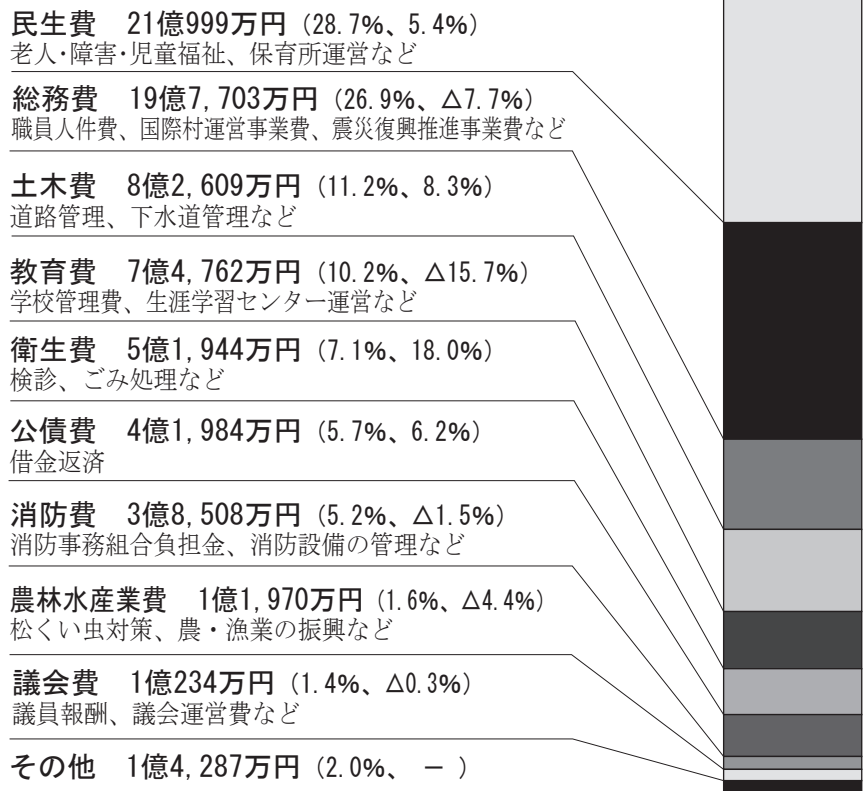 民生費　21億999万円（28.7%、5.4%）
老人・障害・児童福祉、保育所運営など
総務費　19億7,703万円（26.9%、△7.7%）
職員人件費、国際村運営事業費、震災復興推進事業費など
土木費　8億2,609万円（11.2%、8.3%）
道路管理、下水道管理など
教育費　7億4,762万円（10.2%、△15.7%）
学校管理費、生涯学習センター運営など
衛生費　5億1,944万円（7.1%、18.0%）
検診、ごみ処理など
公債費　4億1,984万円（5.7%、6.2%）
借金返済
消防費　3億8,508万円（5.2%、△1.5%）
消防事務組合負担金、消防設備の管理など
農林水産業費　1億1,970万円（1.6%、△4.4%）
松くい虫対策、農・漁業の振興など
議会費　1億234万円（1.4%、△0.3%）
議員報酬、議会運営費など
その他　1億4,287万円（2.0%、－）